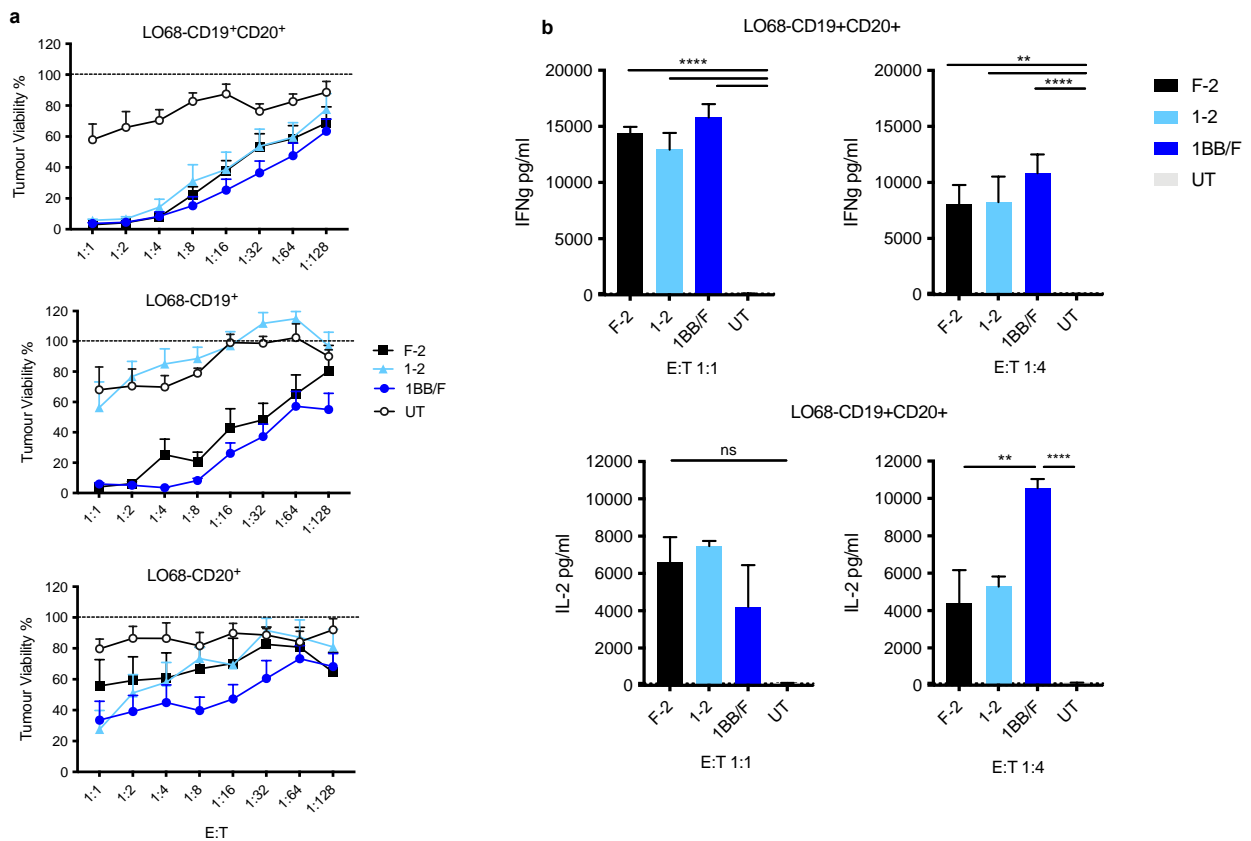 a
LO68-CD19+CD20+
Tumour Viability %
120
100
80
60
40
20
0
1:1 1:2 1:4 1:8 1:16 1:32 1:64 1:128
LO68-CD19+
Tumour Viability %
120
100
80
60
40
20
0
1:1 1:2 1:4 1:8 1:16 1:32 1:64 1:128
F-2
1-2
1BB/F
UT
LO68-CD20+
Tumour Viability %
120
100
80
60
40
20
0
1:1 1:2 1:4 1:8 1:16 1:32 1:64 1:128
E:T
b
LO68-CD19+CD20+
IFNg pg/ml
20000
15000
10000
5000
0
****
F-2 1-2 1BB/F UT
E:T 1:1
IFNg pg/ml
20000
15000
10000
5000
0
**
****
F-2 1-2 1BB/F UT
E:T 1:4
F-2
1-2
1BB/F
UT
LO68-CD19+CD20+
IL-2 pg/ml
12000
10000
8000
6000
4000
2000
0
ns
F-2 1-2 1BB/F UT
E:T 1:1
IL-2 pg/ml
12000
10000
8000
6000
4000
2000
0
** ****
F-2 1-2 1BB/F UT
E:T 1:4